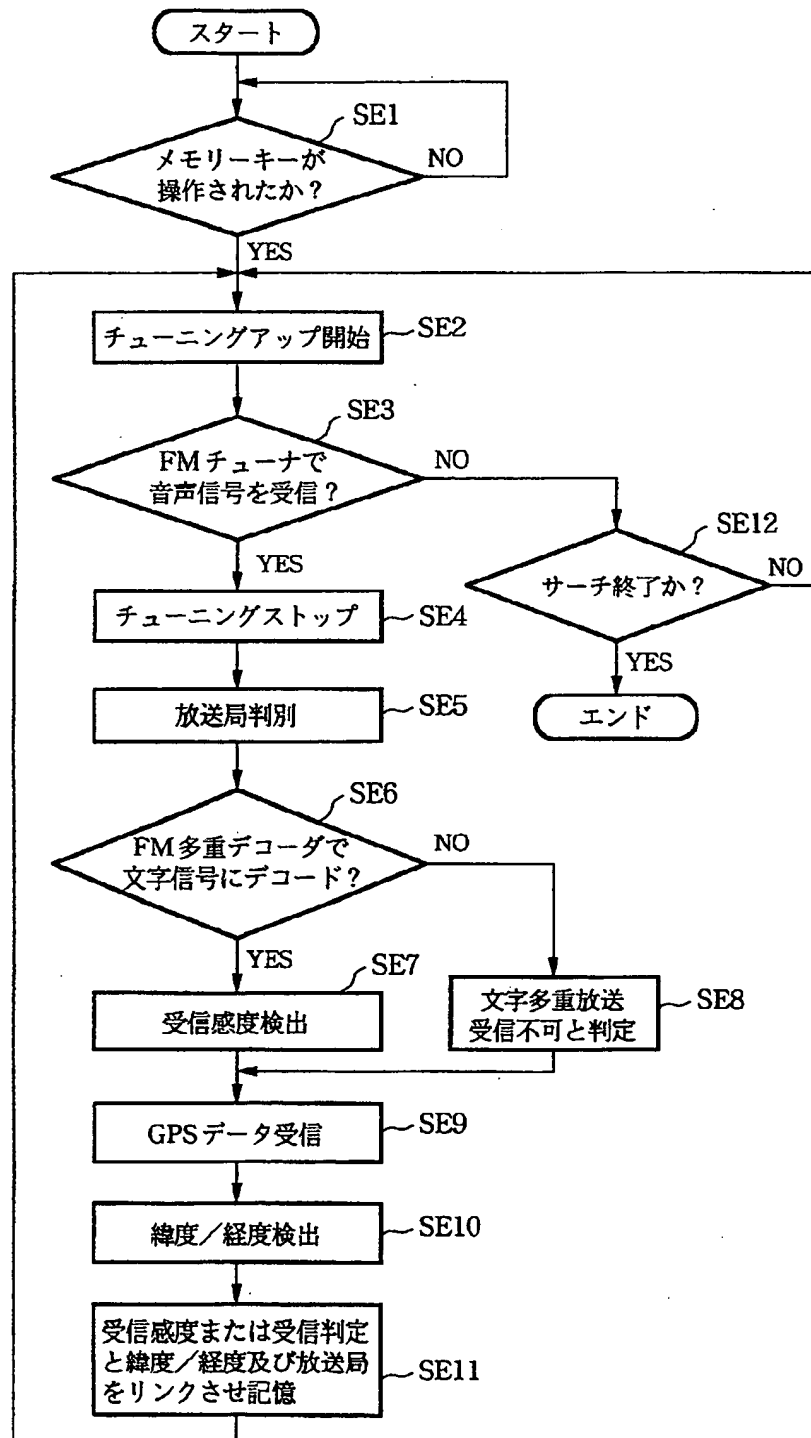 スタート
SE1
メモリーキーが
操作されたか？
NO
YES
チューニングアップ開始
SE2
SE3
FMチューナで
音声信号を受信？
NO
YES
SE12
サーチ終了か？
NO
YES
エンド
チューニングストップ
SE4
放送局判別
SE5
SE6
FM多重デコーダで
文字信号にデコード？
NO
YES
SE7
受信感度検出
文字多重放送
受信不可と判定
SE8
GPSデータ受信
SE9
緯度／経度検出
SE10
受信感度または受信判定
と緯度／経度及び放送局
をリンクさせ記憶
SE11